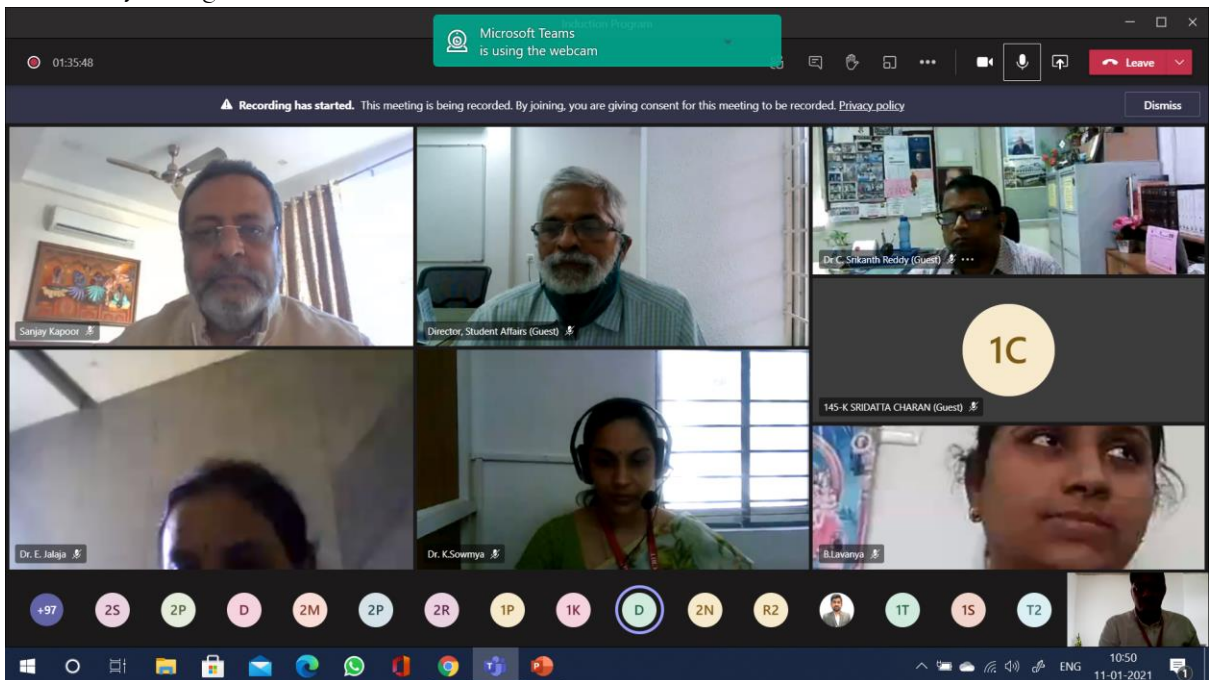 Microsoft Teams
is using the webcam
01:35:48
Leave
Recording has started. This meeting is being recorded. By joining, you are giving consent for this meeting to be recorded. Privacy policy
Dismiss
Sanjay Kapoor
Director, Student Affairs (Guest)
Dr C. Srikanth Reddy (Guest)
1C
145-K SRIDATTA CHARAN (Guest)
Dr. E. Jalaja
Dr. K.Sowmya
B.Lavanya
+97 2S 2P D 2M 2P 2R 1P 1K D 2N R2 1T 1S T2
ENG
10:50
11-01-2021
1